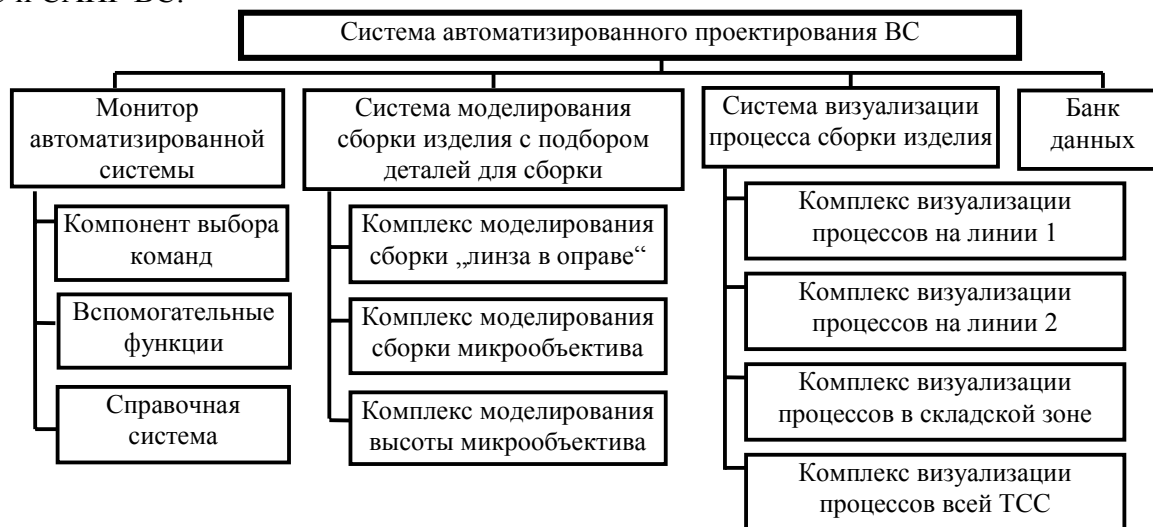 Система автоматизированного проектирования ВС
Монитор
автоматизированной
системы
Система моделирования
сборки изделия с подбором
деталей для сборки
Система визуализации
процесса сборки изделия
Банк
данных
Компонент выбора
команд
Вспомогательные
функции
Справочная
система
Комплекс моделирования
сборки „линза в оправе“
Комплекс моделирования
сборки микрообъектива
Комплекс моделирования
высоты микрообъектива
Комплекс визуализации
процессов на линии 1
Комплекс визуализации
процессов на линии 2
Комплекс визуализации
процессов в складской зоне
Комплекс визуализации
процессов всей ТСС